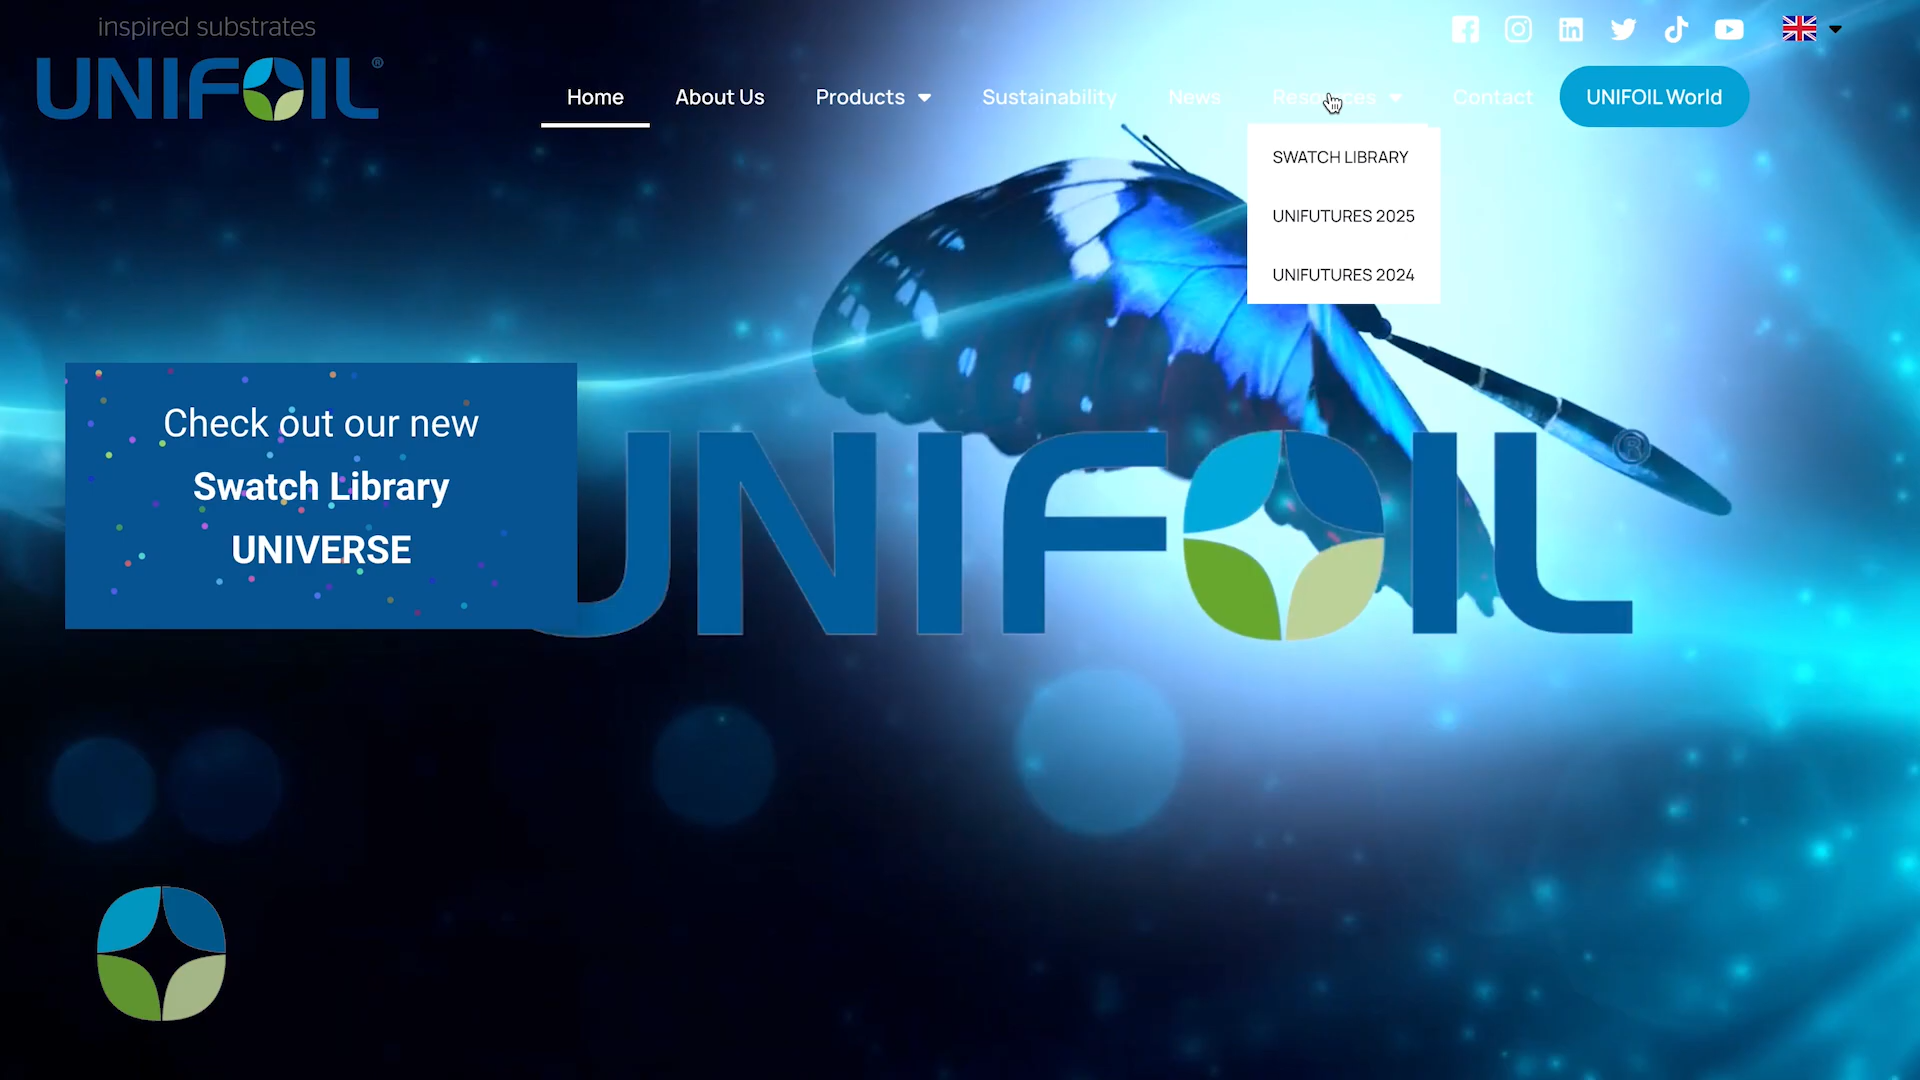 inspired substrates
UNIFOIL®
Home
About Us
Products
Sustainability
News
Resources
Contact
UNIFOIL World
SWATCH LIBRARY
UNIFUTURES 2025
UNIFUTURES 2024
Check out our new
Swatch Library
UNIVERSE
UNIFOIL®